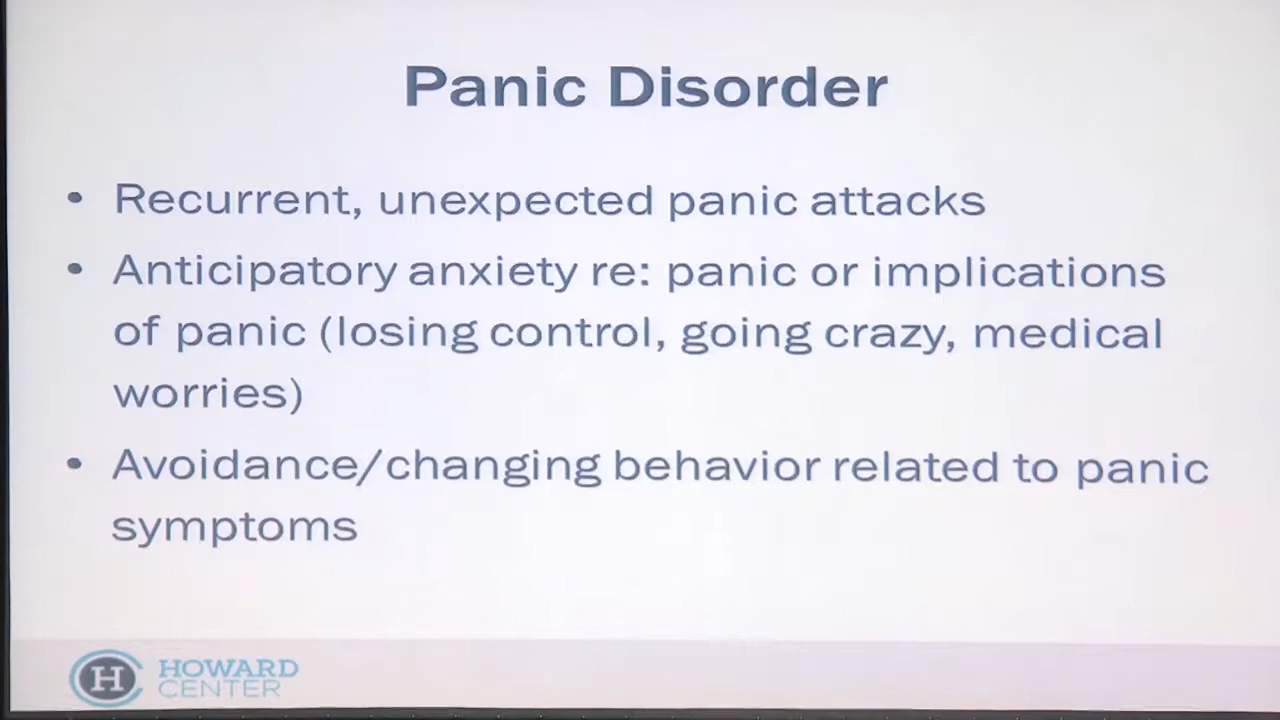 Panic Disorder
• Recurrent, unexpected panic attacks
• Anticipatory anxiety re: panic or implications
of panic (losing control, going crazy, medical
worries)
• Avoidance/changing behavior related to panic
symptoms
H HOWARD
CENTER